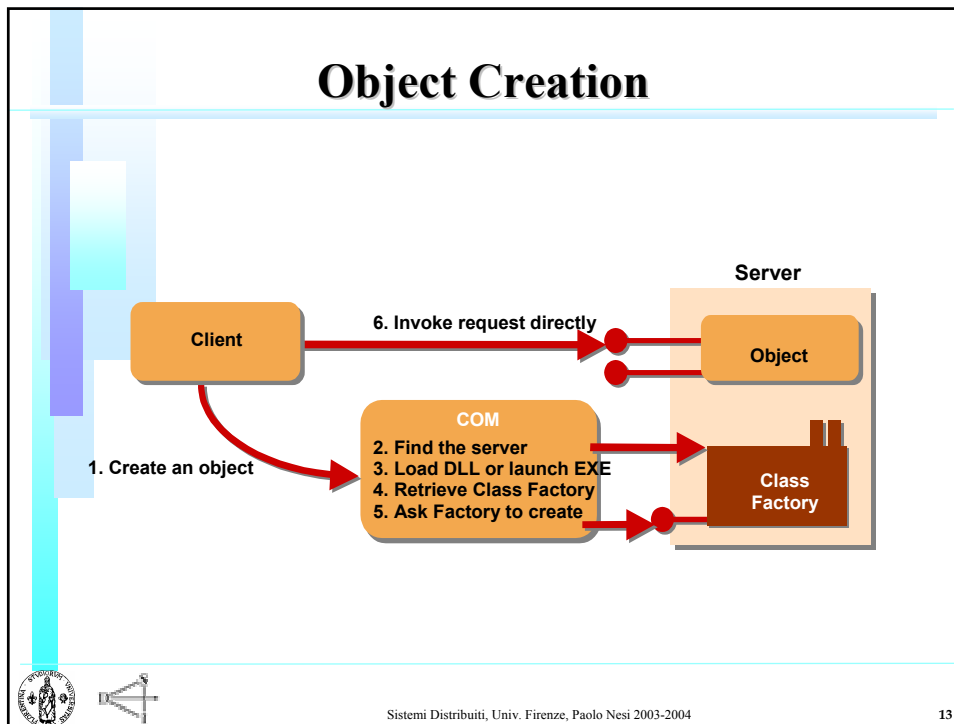 Object Creation
Server
6. Invoke request directly
Client
Object
COM
2. Find the server
3. Load DLL or launch EXE
4. Retrieve Class Factory
5. Ask Factory to create
1. Create an object
Class
Factory
Sistemi Distribuiti, Univ. Firenze, Paolo Nesi 2003-2004
13